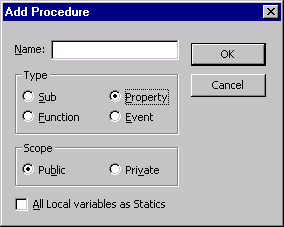 Add Procedure
Name: OK
Type Cancel
Sub Property
Function Event
Scope
Public Private
All Local variables as Statics